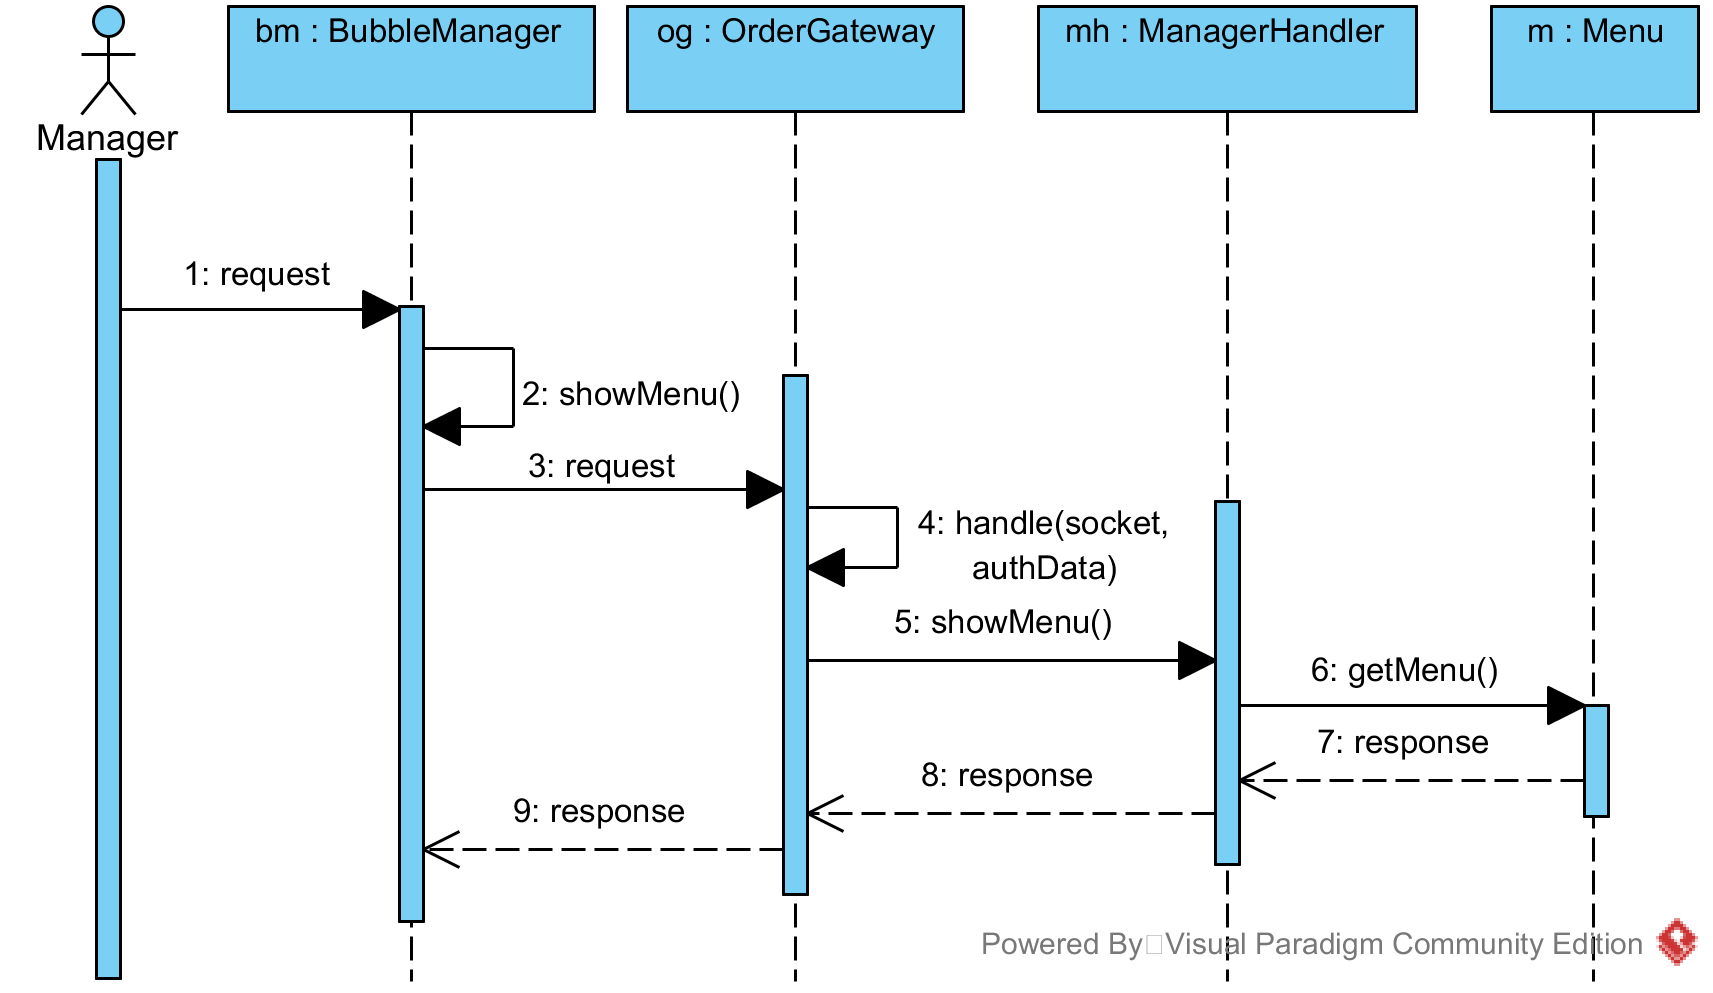 bm : BubbleManager
og : OrderGateway
mh : ManagerHandler
m : Menu
Manager
1: request
2: showMenu()
3: request
4: handle(socket,
authData)
5: showMenu()
6: getMenu()
7: response
8: response
9: response
Powered By Visual Paradigm Community Edition